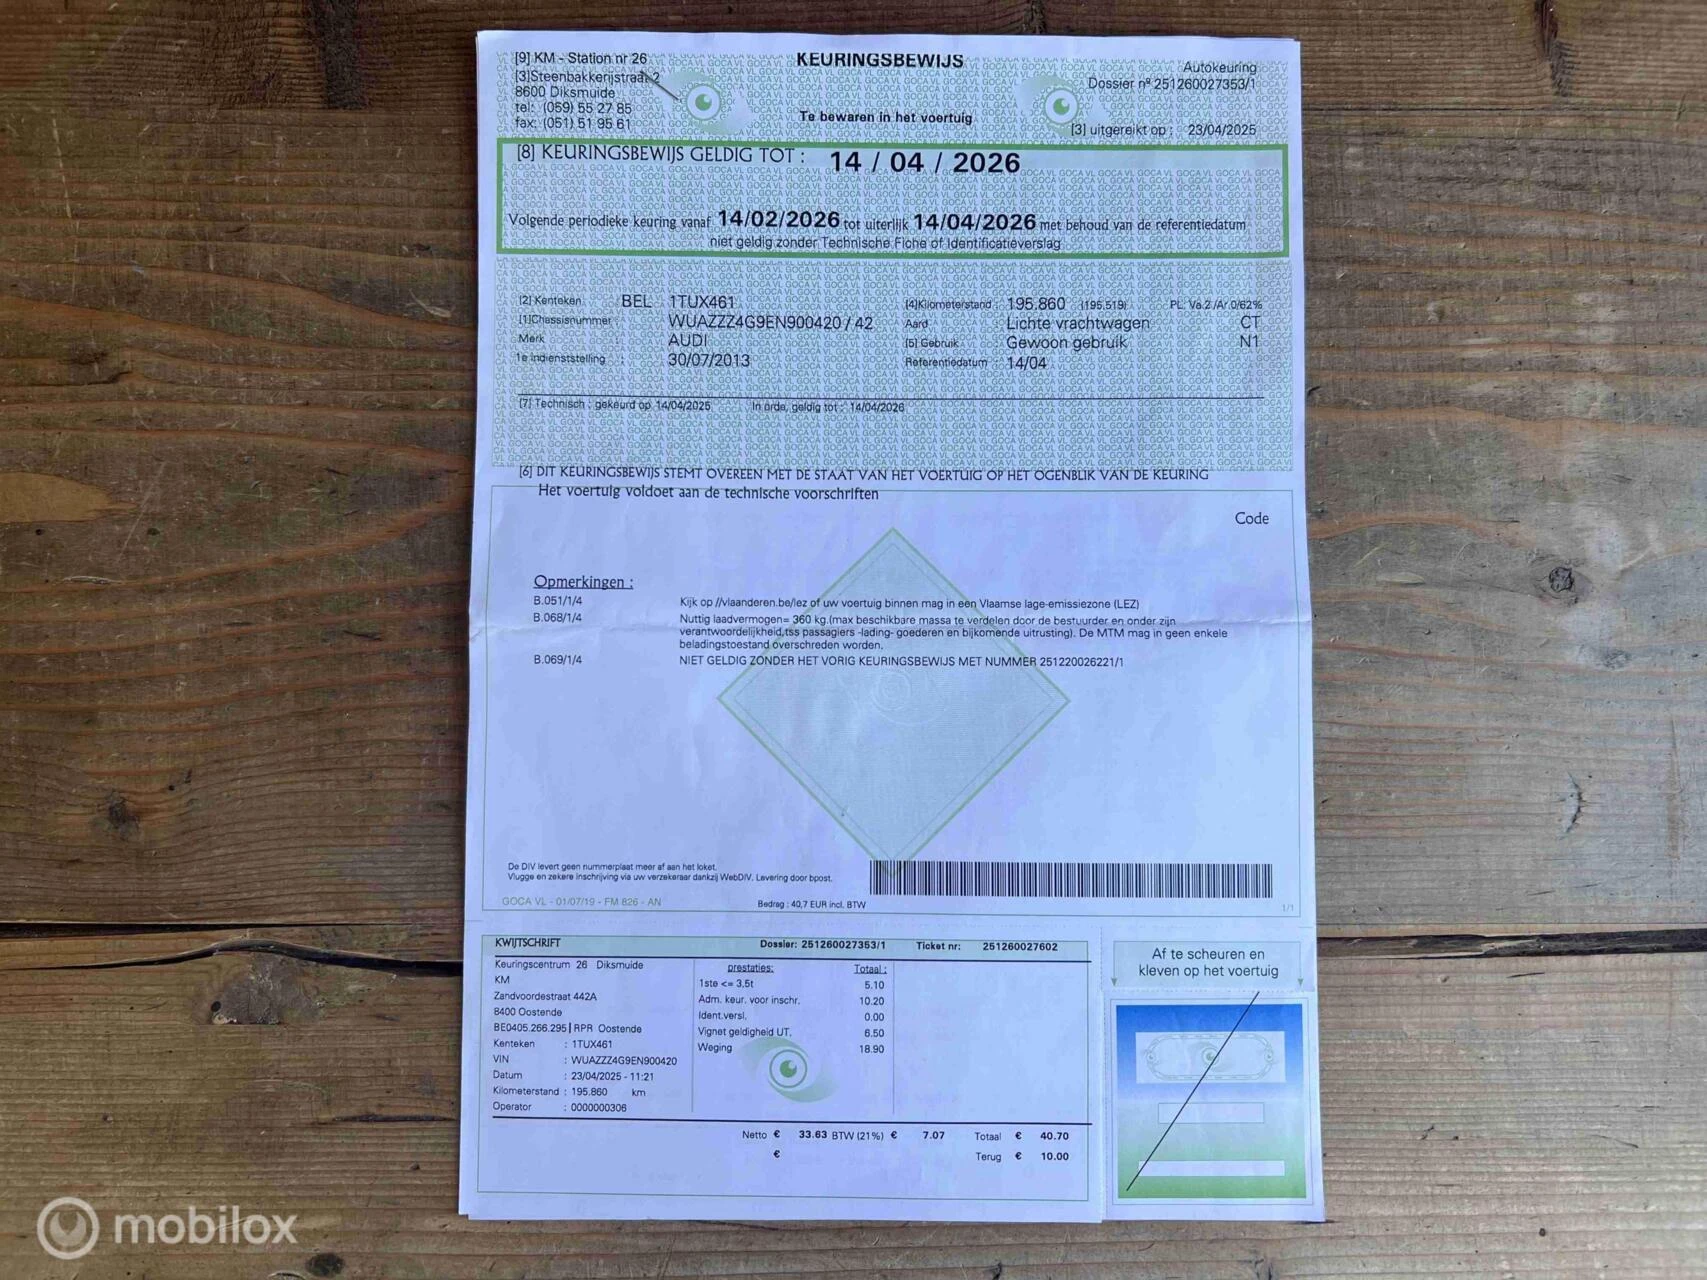 [9] KM - Station nr 26
[3] Steenbakkerijstraat 2
8600 Diksmuide
tel: (059) 55 27 85
fax: (051) 51 95 61
KEURINGSBEWIJS
Te bewaren in het voertuig
Autokeuring
Dossier nº 251260027353/1
[3] uitgereikt op : 23/04/2025
[8] KEURINGSBEWIJS GELDIG TOT : 14 / 04 / 2026
Volgende periodieke keuring vanaf 14/02/2026 tot uiterlijk 14/04/2026 met behoud van de referentiedatum
niet geldig zonder Technische Fiche of Identificatieverslag
[2] Kenteken : BEL 1TUX461
[1] Chassisnummer : WUAZZZ4G9EN900420 / 42
Merk : AUDI
1e indienststelling : 30/07/2013
[4] Kilometerstand : 195.860 (195.519) PL: Va.2./Ar.0/62%
Aard : Lichte vrachtwagen CT
[5] Gebruik : Gewoon gebruik N1
Referentiedatum : 14/04
[7] Technisch : gekeurd op 14/04/2025 In orde, geldig tot : 14/04/2026
[6] DIT KEURINGSBEWIJS STEMT OVEREEN MET DE STAAT VAN HET VOERTUIG OP HET OGENBLIK VAN DE KEURING
Het voertuig voldoet aan de technische voorschriften
Code
Opmerkingen :
B.051/1/4 Kijk op //vlaanderen.be/lez of uw voertuig binnen mag in een Vlaamse lage-emissiezone (LEZ)
B.068/1/4 Nuttig laadvermogen= 360 kg.(max beschikbare massa te verdelen door de bestuurder en onder zijn
verantwoordelijkheid,tss passagiers -lading- goederen en bijkomende uitrusting). De MTM mag in geen enkele
beladingstoestand overschreden worden.
B.069/1/4 NIET GELDIG ZONDER HET VORIG KEURINGSBEWIJS MET NUMMER 251220026221/1
De DIV levert geen nummerplaat meer af aan het loket.
Vlugge en zekere inschrijving via uw verzekeraar dankzij WebDIV. Levering door bpost.
GOCA VL - 01/07/19 - FM 826 - AN
Bedrag : 40,7 EUR incl. BTW
1/1
KWIJTSCHRIFT Dossier: 251260027353/1 Ticket nr: 251260027602
Keuringscentrum 26 Diksmuide
KM
Zandvoordestraat 442A
8400 Oostende
BE0405.266.295 | RPR Oostende
Kenteken : 1TUX461
VIN : WUAZZZ4G9EN900420
Datum : 23/04/2025 - 11:21
Kilometerstand : 195.860 km
Operator : 0000000306
prestaties: Totaal :
1ste <= 3,5t 5.10
Adm. keur. voor inschr. 10.20
Ident.versl. 0.00
Vignet geldigheid UT. 6.50
Weging 18.90
Netto € 33.63 BTW (21%) € 7.07 Totaal € 40.70
€ Terug € 10.00
Af te scheuren en
kleven op het voertuig
mobilox